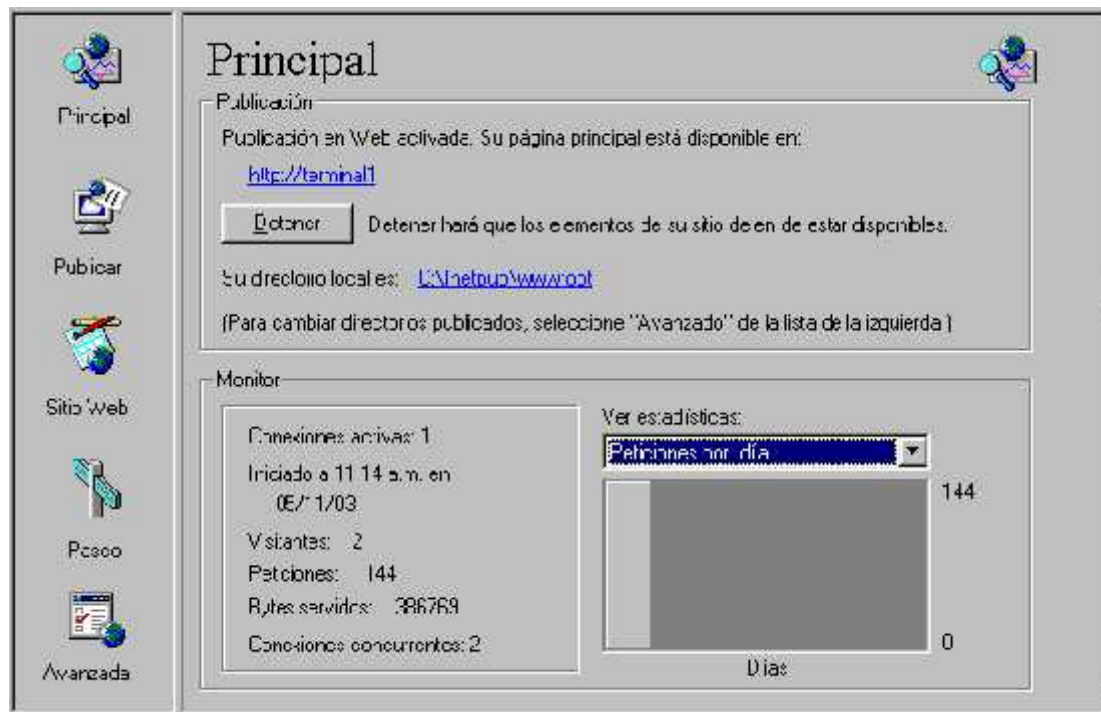 Principal
Publicar
Sitio Web
Paseo
Avanzada
Principal
Publicación
Publicación en Web activada. Su página principal está disponible en:
http://terminal1
Detener
Detener hará que los elementos de su sitio dejen de estar disponibles.
Su directorio local es: C:\Inetpub\wwwroot
(Para cambiar directorios publicados, seleccione "Avanzado" de la lista de la izquierda.)
Monitor
Conexiones activas: 1
Iniciado a 11:14 a.m. en
05/11/03
Visitantes: 2
Peticiones: 144
Bytes servidos: 386769
Conexiones concurrentes: 2
Ver estadísticas:
Peticiones por día
144
0
Días